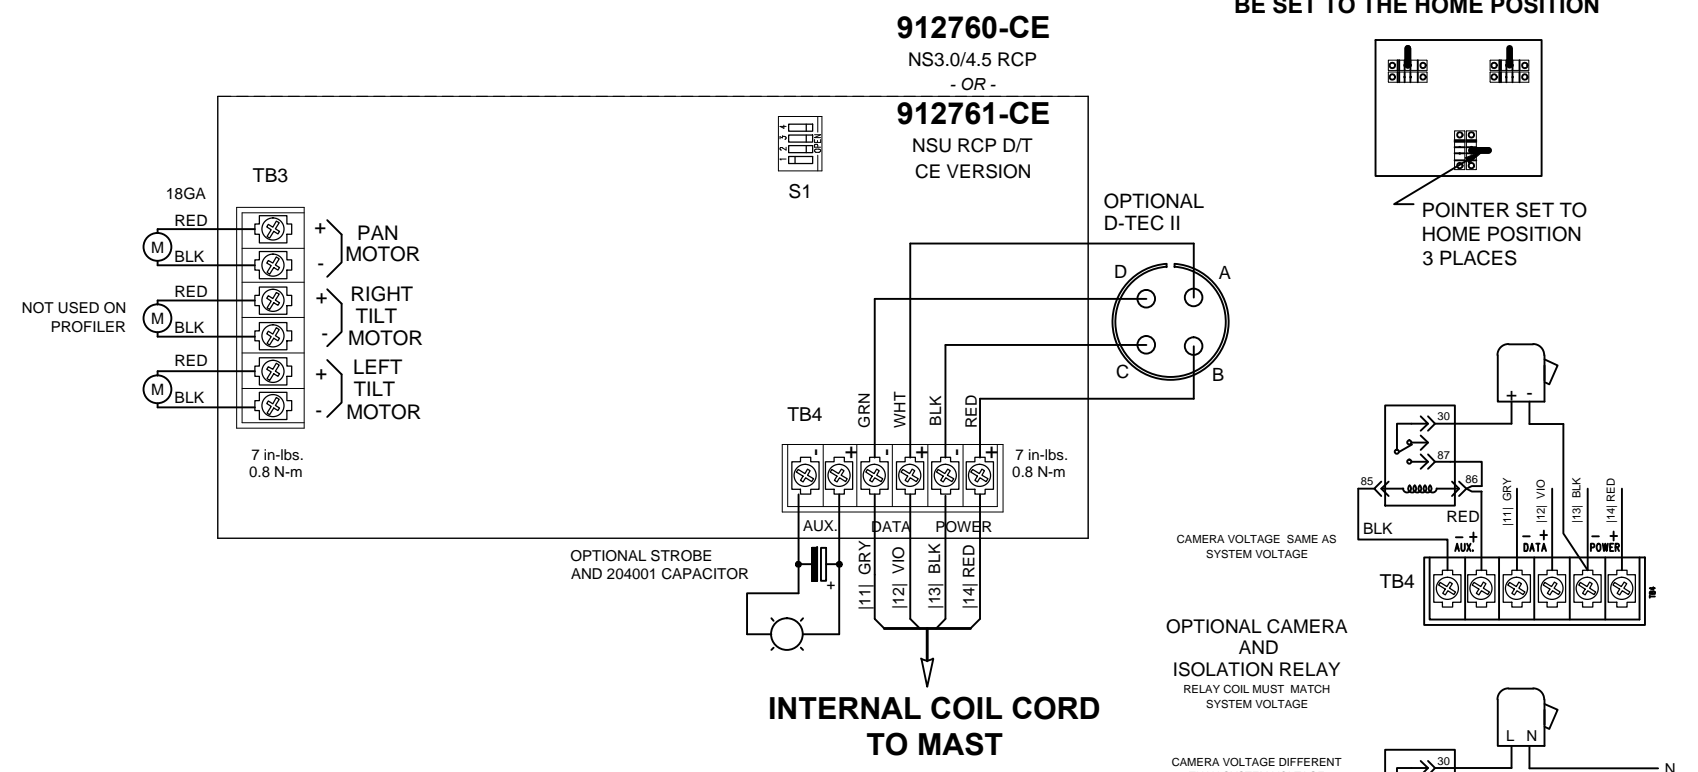 BE SET TO THE HOME POSITION
912760-CE
NS3.0/4.5 RCP
- OR -
912761-CE
NSU RCP D/T
CE VERSION
1 2 3 4
OPEN
S1
TB3
18GA
RED
BLK
M
+
-
PAN
MOTOR
NOT USED ON
PROFILER
RED
BLK
M
+
-
RIGHT
TILT
MOTOR
RED
BLK
M
+
-
LEFT
TILT
MOTOR
7 in-lbs.
0.8 N-m
OPTIONAL
D-TEC II
D
A
C
B
TB4
GRN
WHT
BLK
RED
- + - + - +
7 in-lbs.
0.8 N-m
AUX.
DATA
POWER
OPTIONAL STROBE
AND 204001 CAPACITOR
+
|11| GRY
|12| VIO
|13| BLK
|14| RED
INTERNAL COIL CORD
TO MAST
POINTER SET TO
HOME POSITION
3 PLACES
+ -
30
87
85
86
BLK
RED
|11| GRY
|12| VIO
|13| BLK
|14| RED
- + - + - +
AUX.
DATA
POWER
TB4
TB4
CAMERA VOLTAGE SAME AS
SYSTEM VOLTAGE
OPTIONAL CAMERA
AND
ISOLATION RELAY
RELAY COIL MUST MATCH
SYSTEM VOLTAGE
L N
CAMERA VOLTAGE DIFFERENT
30
N